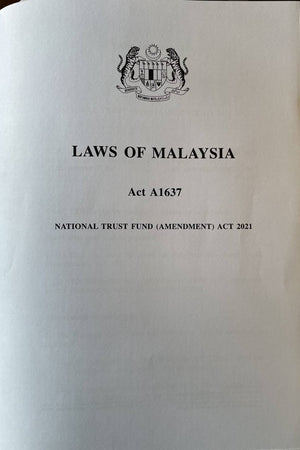 LAWS OF MALAYSIA
Act A1637
NATIONAL TRUST FUND (AMENDMENT) ACT 2021